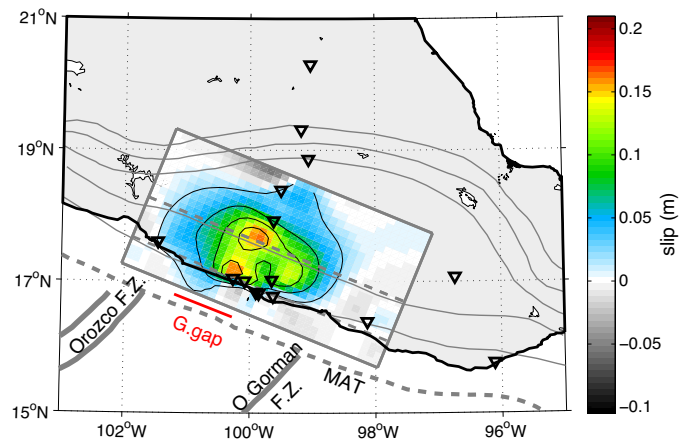 21°N
19°N
17°N
15°N
102°W
100°W
98°W
96°W
Orozco F.Z.
G.gap
O.Gorman
F.Z.
MAT
0.2
0.15
0.1
0.05
0
−0.05
−0.1
slip (m)